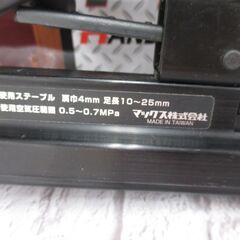 使用ステープル 肩巾4mm 足長10~25mm
使用空気圧範囲 0.5~0.7MPa マックス株式会社
MADE IN TAIWAN